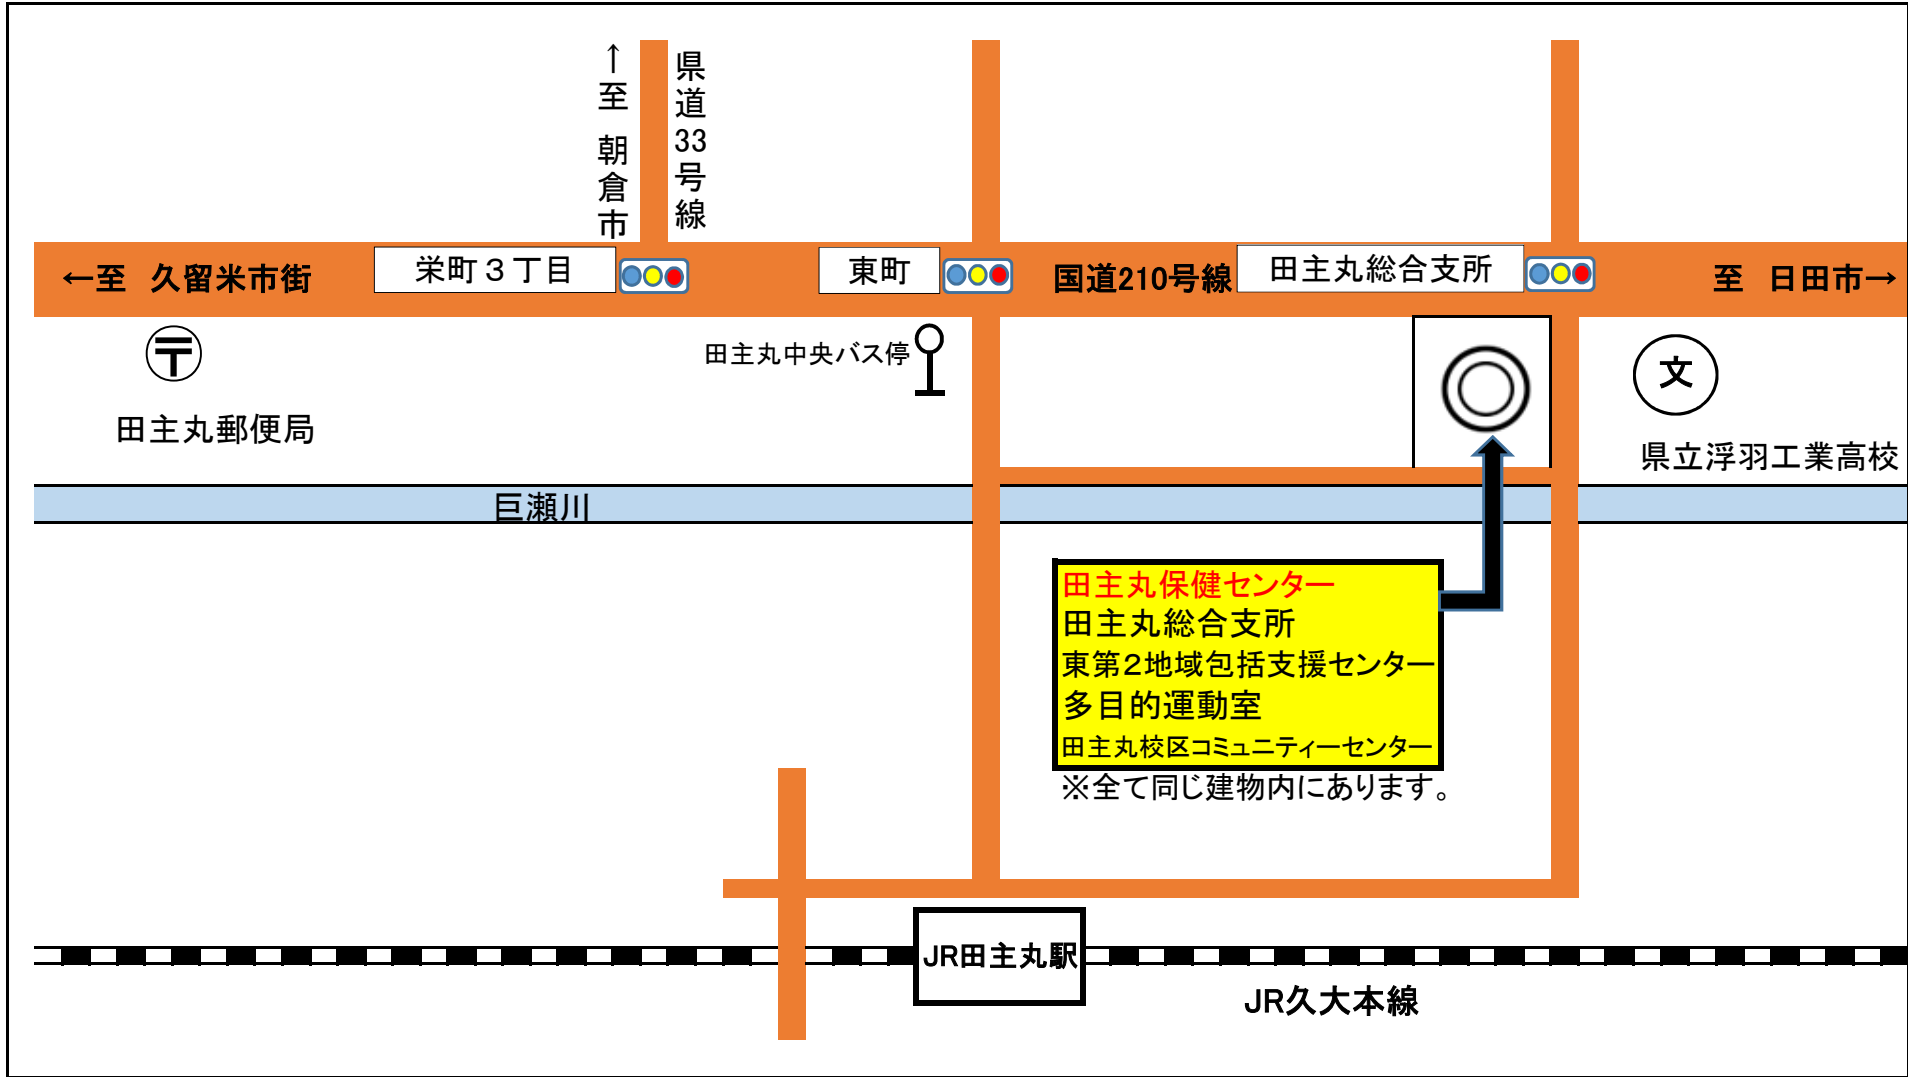 ↑至 朝倉市
県道33号線
←至 久留米市街
栄町３丁目
東町
国道210号線
田主丸総合支所
至 日田市→
〒
田主丸中央バス停
文
田主丸郵便局
県立浮羽工業高校
巨瀬川
田主丸保健センター
田主丸総合支所
東第2地域包括支援センター
多目的運動室
田主丸校区コミュニティーセンター
※全て同じ建物内にあります。
JR田主丸駅
JR久大本線